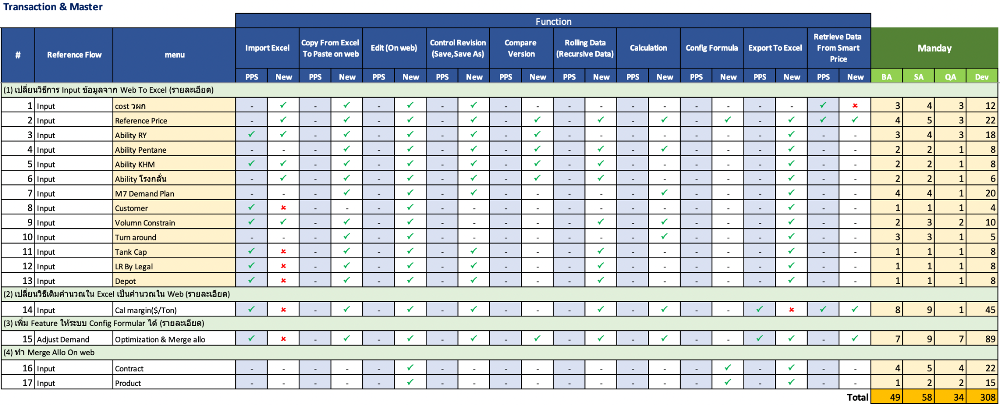 Transaction & Master
Function
# Reference Flow menu Import Excel Copy From Excel To Paste on web Edit (On web) Control Revision (Save,Save As) Compare Version Rolling Data (Recursive Data) Calculation Config Formula Export To Excel Retrieve Data From Smart Price Manday
PPS New PPS New PPS New PPS New PPS New PPS New PPS New PPS New PPS New PPS New BA SA QA Dev
(1) เปลี่ยนวิธีการ Input ข้อมูลจาก Web To Excel (รายละเอียด)
1 Input cost วผก - ✓ - ✓ - ✓ - ✓ - - - - - - - - - - ✓ ✗ 3 4 3 12
2 Input Reference Price - ✓ - ✓ - ✓ - ✓ - ✓ - ✓ - ✓ - ✓ - ✓ ✓ ✓ 4 5 3 22
3 Input Ability RY ✓ ✓ - ✓ - ✓ - ✓ - ✓ - - - - - - - ✓ - - 3 4 3 18
4 Input Ability Pentane - - - ✓ - ✓ - ✓ - ✓ - ✓ - ✓ - - - ✓ - - 2 2 1 8
5 Input Ability KHM ✓ ✓ - ✓ - ✓ - ✓ - ✓ - ✓ - - - - - ✓ - - 2 2 1 8
6 Input Ability โรงกลั่น - ✓ - ✓ - ✓ - ✓ - ✓ - ✓ - - - - - ✓ - - 2 2 1 6
7 Input M7 Demand Plan - - - ✓ - ✓ - ✓ - - - - - ✓ - - - ✓ - - 4 4 1 20
8 Input Customer ✓ ✗ - - - ✓ - - - - - - - - - - - ✓ - - 1 1 1 4
9 Input Volumn Constrain ✓ ✓ - ✓ - ✓ - - - - - ✓ - ✓ - - - ✓ - - 2 3 2 10
10 Input Turn around - - - ✓ - ✓ - - - - - - - ✓ - - - ✓ - - 3 3 1 5
11 Input Tank Cap ✓ ✗ - ✓ - ✓ - ✓ - - - ✓ - - - - - ✓ - - 1 1 1 8
12 Input LR By Legal ✓ ✗ - ✓ - ✓ - ✓ - - - ✓ - - - - - ✓ - - 1 1 1 8
13 Input Depot ✓ ✗ - ✓ - ✓ - ✓ - - - ✓ - - - - - ✓ - - 1 1 1 8
(2) เปลี่ยนวิธีเดิมคำนวณใน Excel เป็นคำนวณใน Web (รายละเอียด)
14 Input Cal margin($/Ton) ✓ ✗ - ✓ - ✓ - ✓ - - - ✓ - ✓ - - ✓ ✗ ✓ ✓ 8 9 1 45
(3) เพิ่ม Feature ให้ระบบ Config Formular ได้ (รายละเอียด)
15 Adjust Demand Optimization & Merge allo ✓ ✗ - ✓ - ✓ - ✓ - ✓ - ✓ - ✓ - - ✓ ✓ - ✓ 7 9 7 89
(4) ทำ Merge Allo On web
16 Input Contract - - - - - ✓ - - - - - - - - - ✓ - ✓ - - 4 5 4 22
17 Input Product - - - - - ✓ - - - - - - - - - ✓ - ✓ - - 1 2 2 15
Total 49 58 34 308